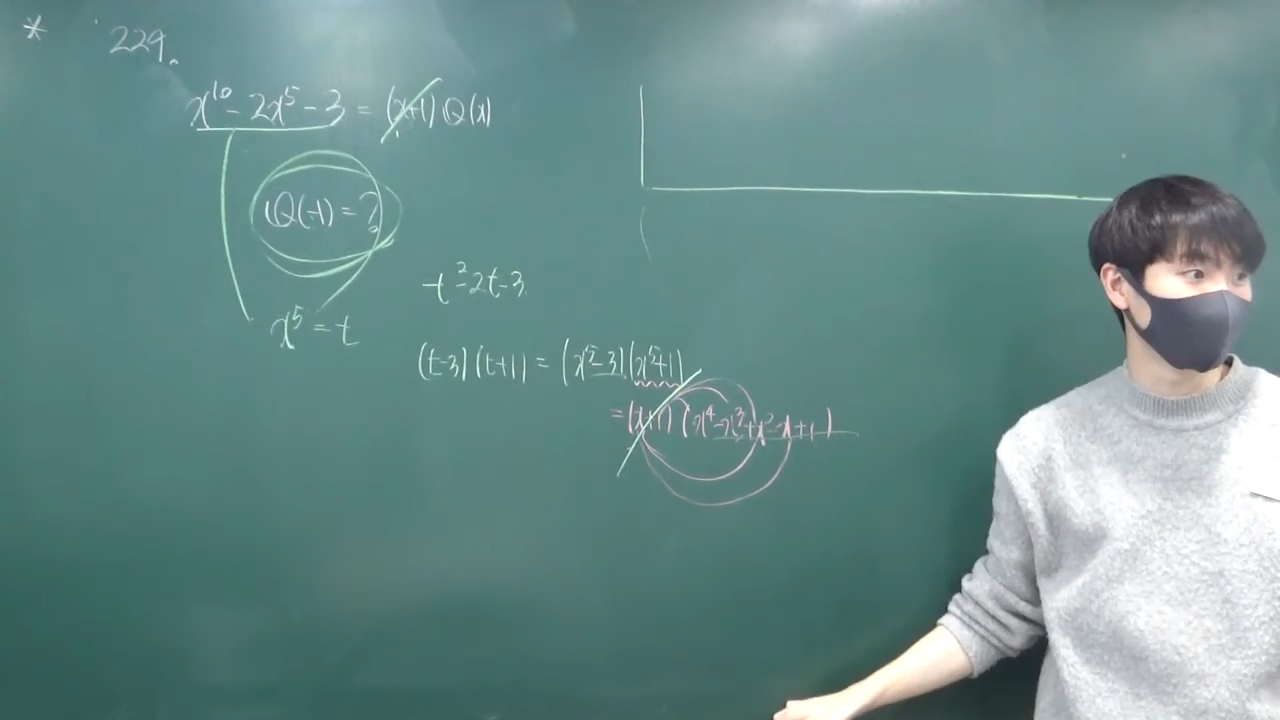 * 229.
x¹⁰ - 2x⁵ - 3 = (x+1) Q(x)
Q(-1) = ?
t² - 2t - 3
x⁵ = t
(t-3)(t+1) = (x⁵-3)(x⁵+1)
= (x+1)(x⁴-x³+x²-x+1)